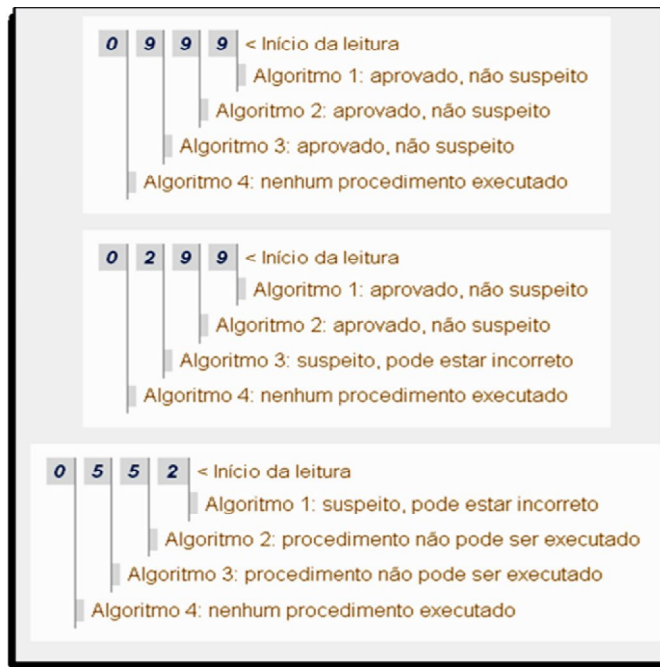 0 9 9 9 < Início da leitura
Algoritmo 1: aprovado, não suspeito
Algoritmo 2: aprovado, não suspeito
Algoritmo 3: aprovado, não suspeito
Algoritmo 4: nenhum procedimento executado
0 2 9 9 < Início da leitura
Algoritmo 1: aprovado, não suspeito
Algoritmo 2: aprovado, não suspeito
Algoritmo 3: suspeito, pode estar incorreto
Algoritmo 4: nenhum procedimento executado
0 5 5 2 < Início da leitura
Algoritmo 1: suspeito, pode estar incorreto
Algoritmo 2: procedimento não pode ser executado
Algoritmo 3: procedimento não pode ser executado
Algoritmo 4: nenhum procedimento executado